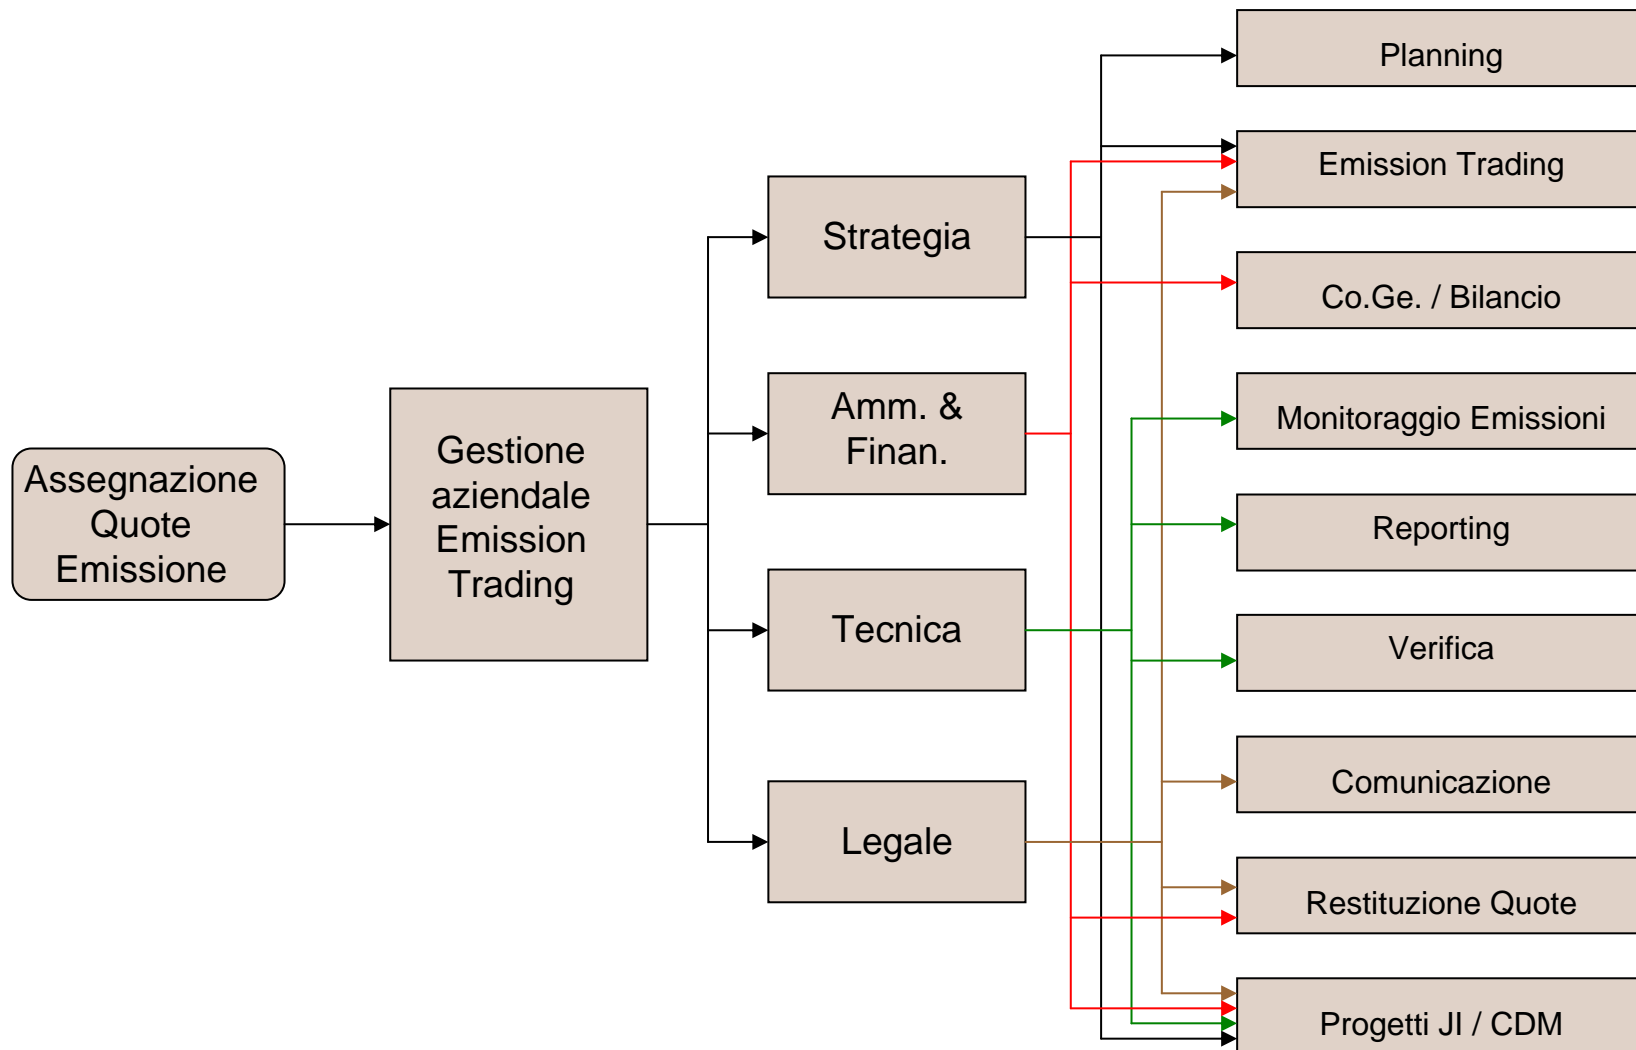 Assegnazione
Quote
Emissione
Gestione
aziendale
Emission
Trading
Strategia
Amm. &
Finan.
Tecnica
Legale
Planning
Emission Trading
Co.Ge. / Bilancio
Monitoraggio Emissioni
Reporting
Verifica
Comunicazione
Restituzione Quote
Progetti JI / CDM